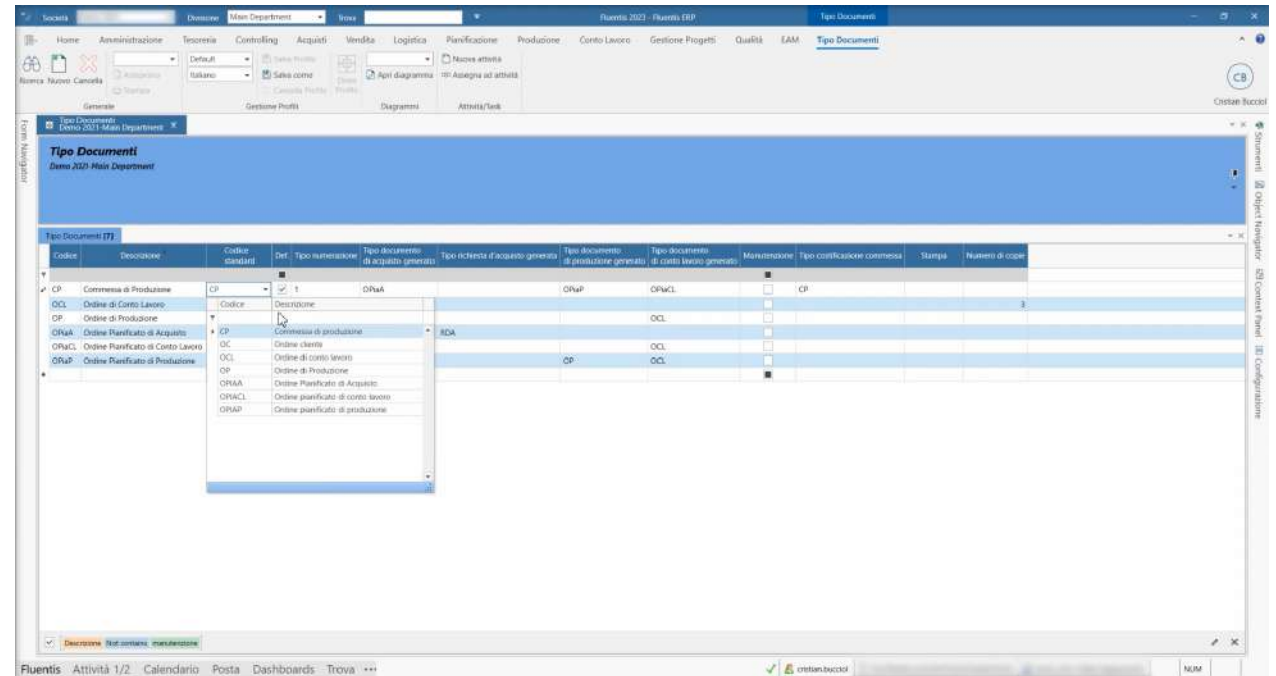 Società Divisione Main Department Trova Fluentis 2023 - Fluentis ERP Tipo Documenti
Home Amministrazione Tesoreria Controlling Acquisti Vendita Logistica Pianificazione Produzione Conto Lavoro Gestione Progetti Qualità EAM Tipo Documenti
Ricerca Nuovo Cancella Anteprima Stampa
Default Salva Profilo
Italiano Salva come
Cancella Profilo
Apri diagramma
Nuova attività
Assegna ad attività
Generale Gestione Profili Diagrammi Attività/Task
CB
Cristian Bucciol
Form Navigator
Tipo Documenti
Demo 2021-Main Department
Tipo Documenti
Demo 2021-Main Department
Strumenti
Object Navigator
Context Panel
Configurazione
Tipo Documenti [7]
Codice Descrizione Codice standard Def. Tipo numerazione Tipo documento di acquisto generato Tipo richiesta d'acquisto generata Tipo documento di produzione generato Tipo documento di conto lavoro generato Manutenzione Tipo contificazione commessa Stampa Numero di copie
CP Commessa di Produzione CP 1 OPiaA OPiaP OPiaCL CP
OCL Ordine di Conto Lavoro 3
OP Ordine di Produzione OCL
OPiaA Ordine Pianificato di Acquisto RDA
OPiaCL Ordine Pianificato di Conto Lavoro OCL
OPiaP Ordine Pianificato di Produzione OP OCL
Codice Descrizione
CP Commessa di produzione
OC Ordine cliente
OCL Ordine di conto lavoro
OP Ordine di Produzione
OPIAA Ordine Pianificato di Acquisto
OPIACL Ordine pianificato di conto lavoro
OPIAP Ordine pianificato di produzione
Descrizione Not contains manutenzione
Fluentis Attività 1/2 Calendario Posta Dashboards Trova cristian.bucciol NUM